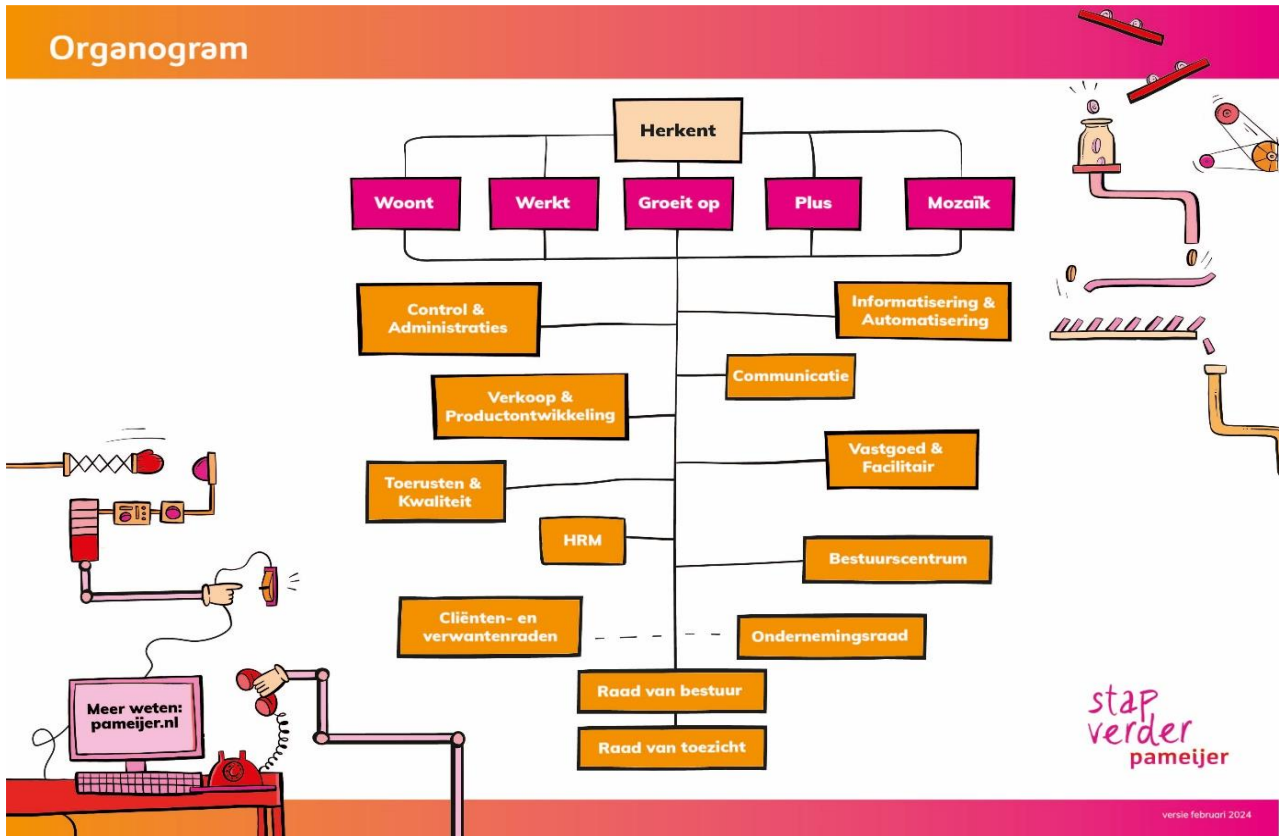 Organogram
Herkent
Woont
Werkt
Groeit op
Plus
Mozaïk
Control &
Administraties
Informatisering &
Automatisering
Communicatie
Verkoop &
Productontwikkeling
Vastgoed &
Facilitair
Toerusten &
Kwaliteit
HRM
Bestuurscentrum
Cliënten- en
verwantenraden
Ondernemingsraad
Raad van bestuur
Raad van toezicht
Meer weten:
pameijer.nl
stap
verder
pameijer
versie februari 2024